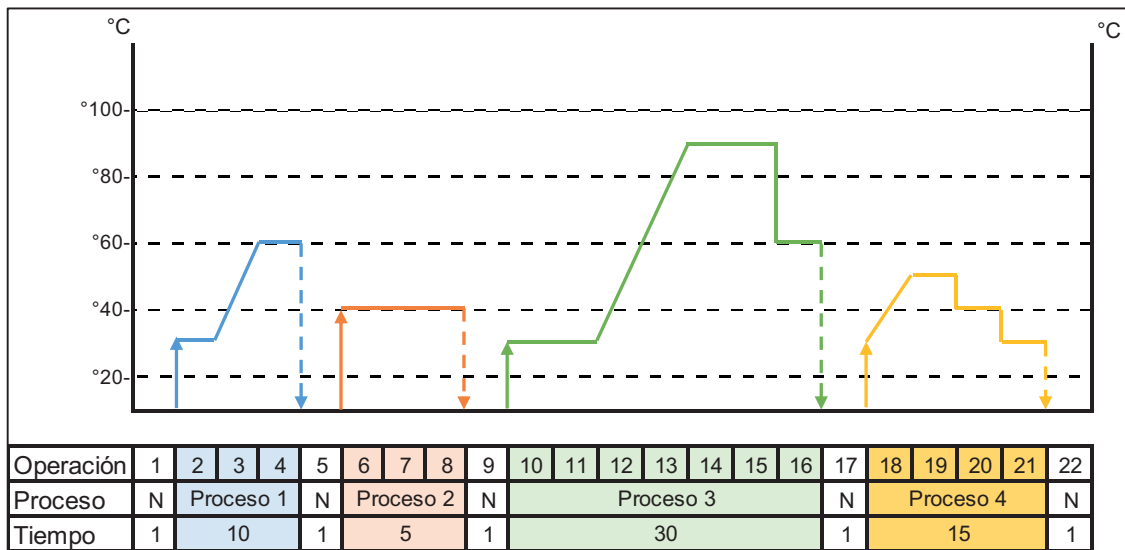 °C
°C
°100-
°80-
°60-
°40-
°20-
Operación 1 2 3 4 5 6 7 8 9 10 11 12 13 14 15 16 17 18 19 20 21 22
Proceso N Proceso 1 N Proceso 2 N Proceso 3 N Proceso 4 N
Tiempo 1 10 1 5 1 30 1 15 1